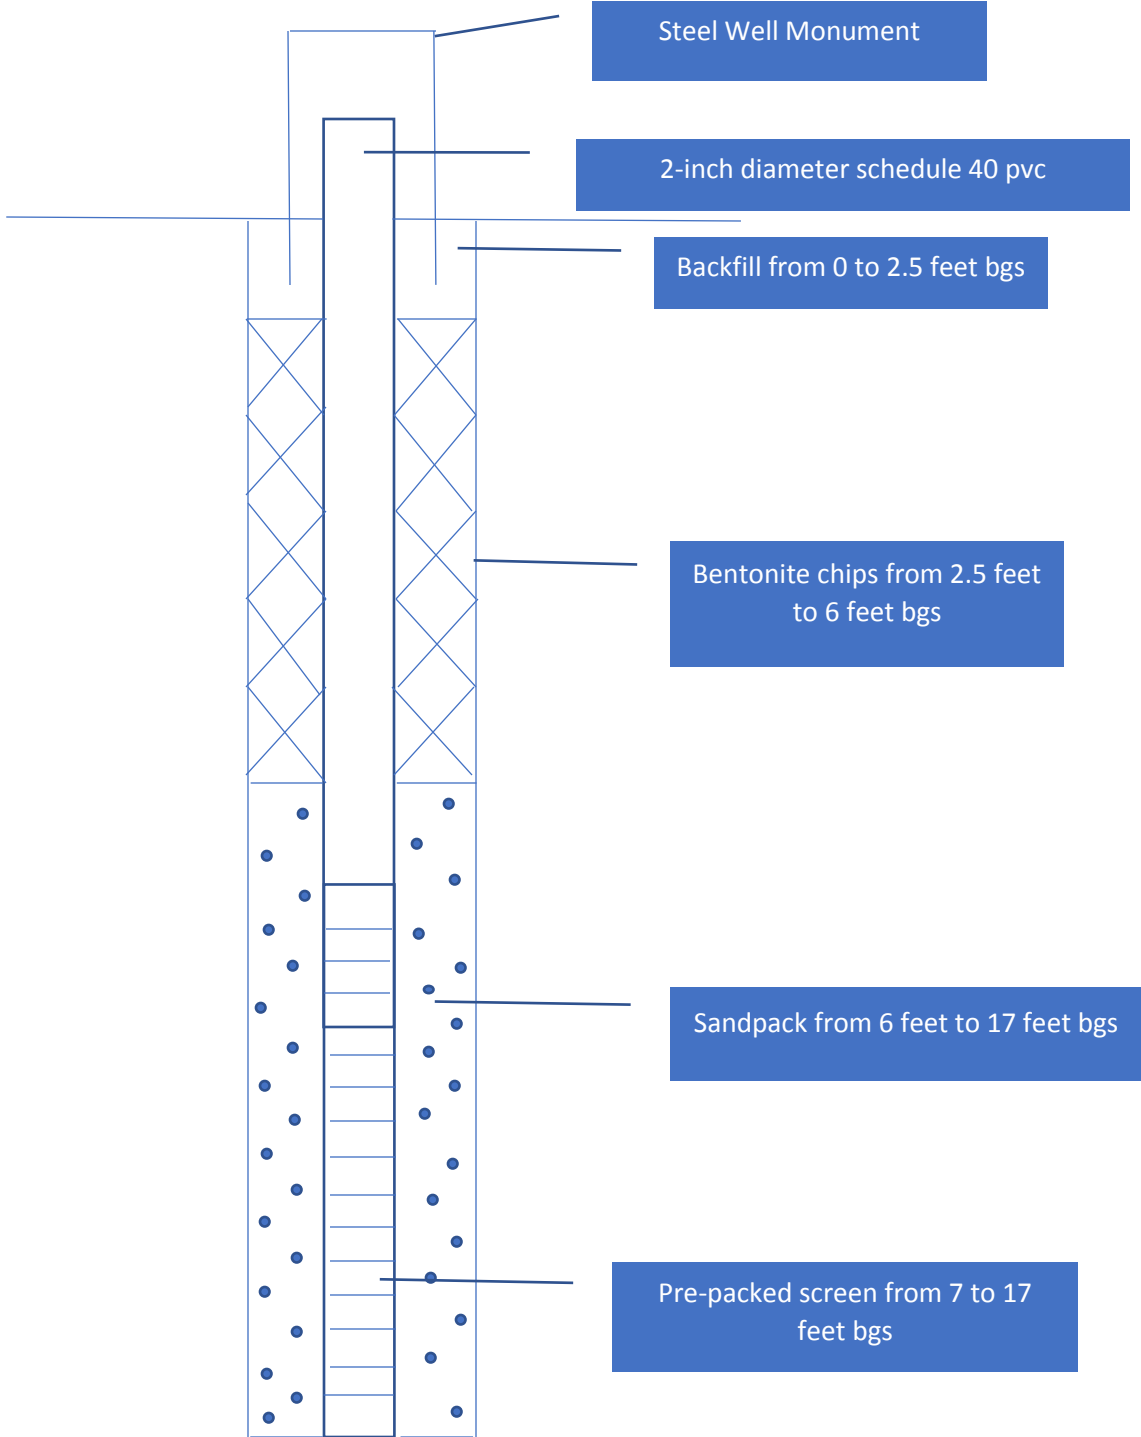 Steel Well Monument
2-inch diameter schedule 40 pvc
Backfill from 0 to 2.5 feet bgs
Bentonite chips from 2.5 feet
to 6 feet bgs
Sandpack from 6 feet to 17 feet bgs
Pre-packed screen from 7 to 17
feet bgs